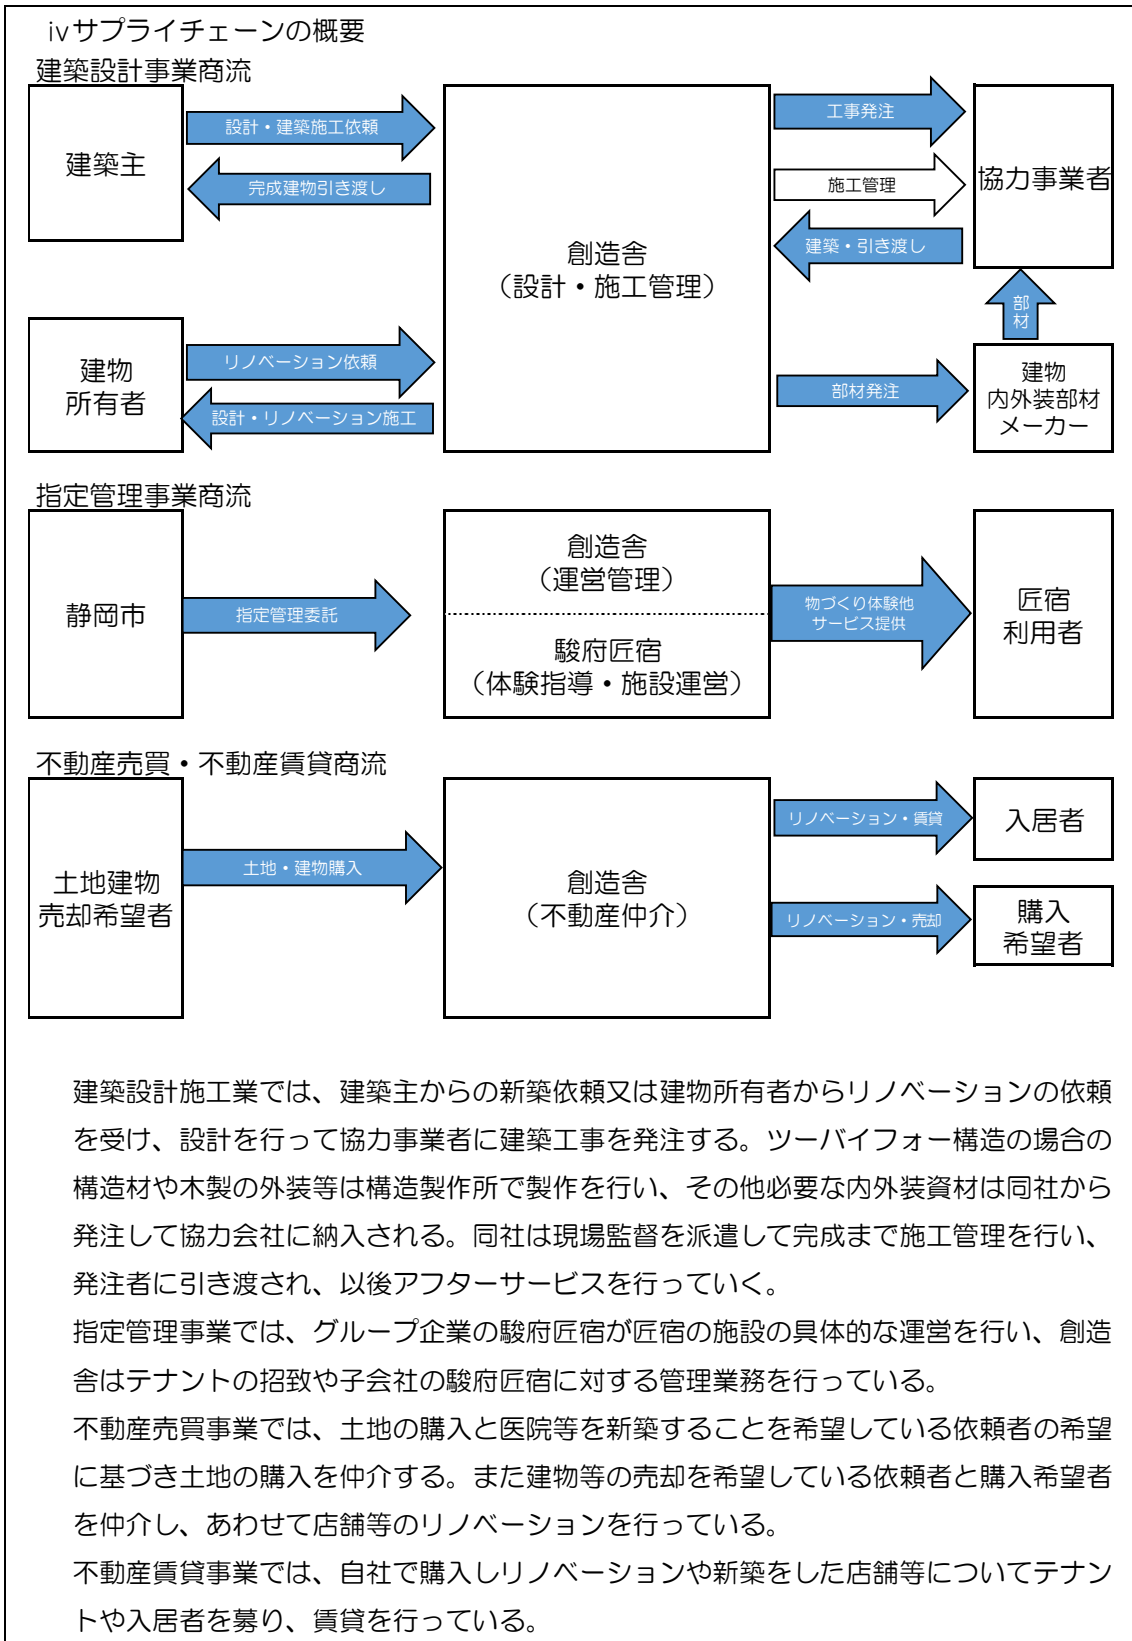 ivサプライチェーンの概要
建築設計事業商流
建築主
設計・建築施工依頼
完成建物引き渡し
建物
所有者
リノベーション依頼
設計・リノベーション施工
創造舎
（設計・施工管理）
工事発注
施工管理
建築・引き渡し
協力事業者
部
材
部材発注
建物
内外装部材
メーカー
指定管理事業商流
静岡市
指定管理委託
創造舎
（運営管理）
駿府匠宿
（体験指導・施設運営）
物づくり体験他
サービス提供
匠宿
利用者
不動産売買・不動産賃貸商流
土地建物
売却希望者
土地・建物購入
創造舎
（不動産仲介）
リノベーション・賃貸
入居者
リノベーション・売却
購入
希望者
建築設計施工業では、建築主からの新築依頼又は建物所有者からリノベーションの依頼
を受け、設計を行って協力事業者に建築工事を発注する。ツーバイフォー構造の場合の
構造材や木製の外装等は構造製作所で製作を行い、その他必要な内外装資材は同社から
発注して協力会社に納入される。同社は現場監督を派遣して完成まで施工管理を行い、
発注者に引き渡され、以後アフターサービスを行っていく。
指定管理事業では、グループ企業の駿府匠宿が匠宿の施設の具体的な運営を行い、創造
舎はテナントの招致や子会社の駿府匠宿に対する管理業務を行っている。
不動産売買事業では、土地の購入と医院等を新築することを希望している依頼者の希望
に基づき土地の購入を仲介する。また建物等の売却を希望している依頼者と購入希望者
を仲介し、あわせて店舗等のリノベーションを行っている。
不動産賃貸事業では、自社で購入しリノベーションや新築をした店舗等についてテナン
トや入居者を募り、賃貸を行っている。